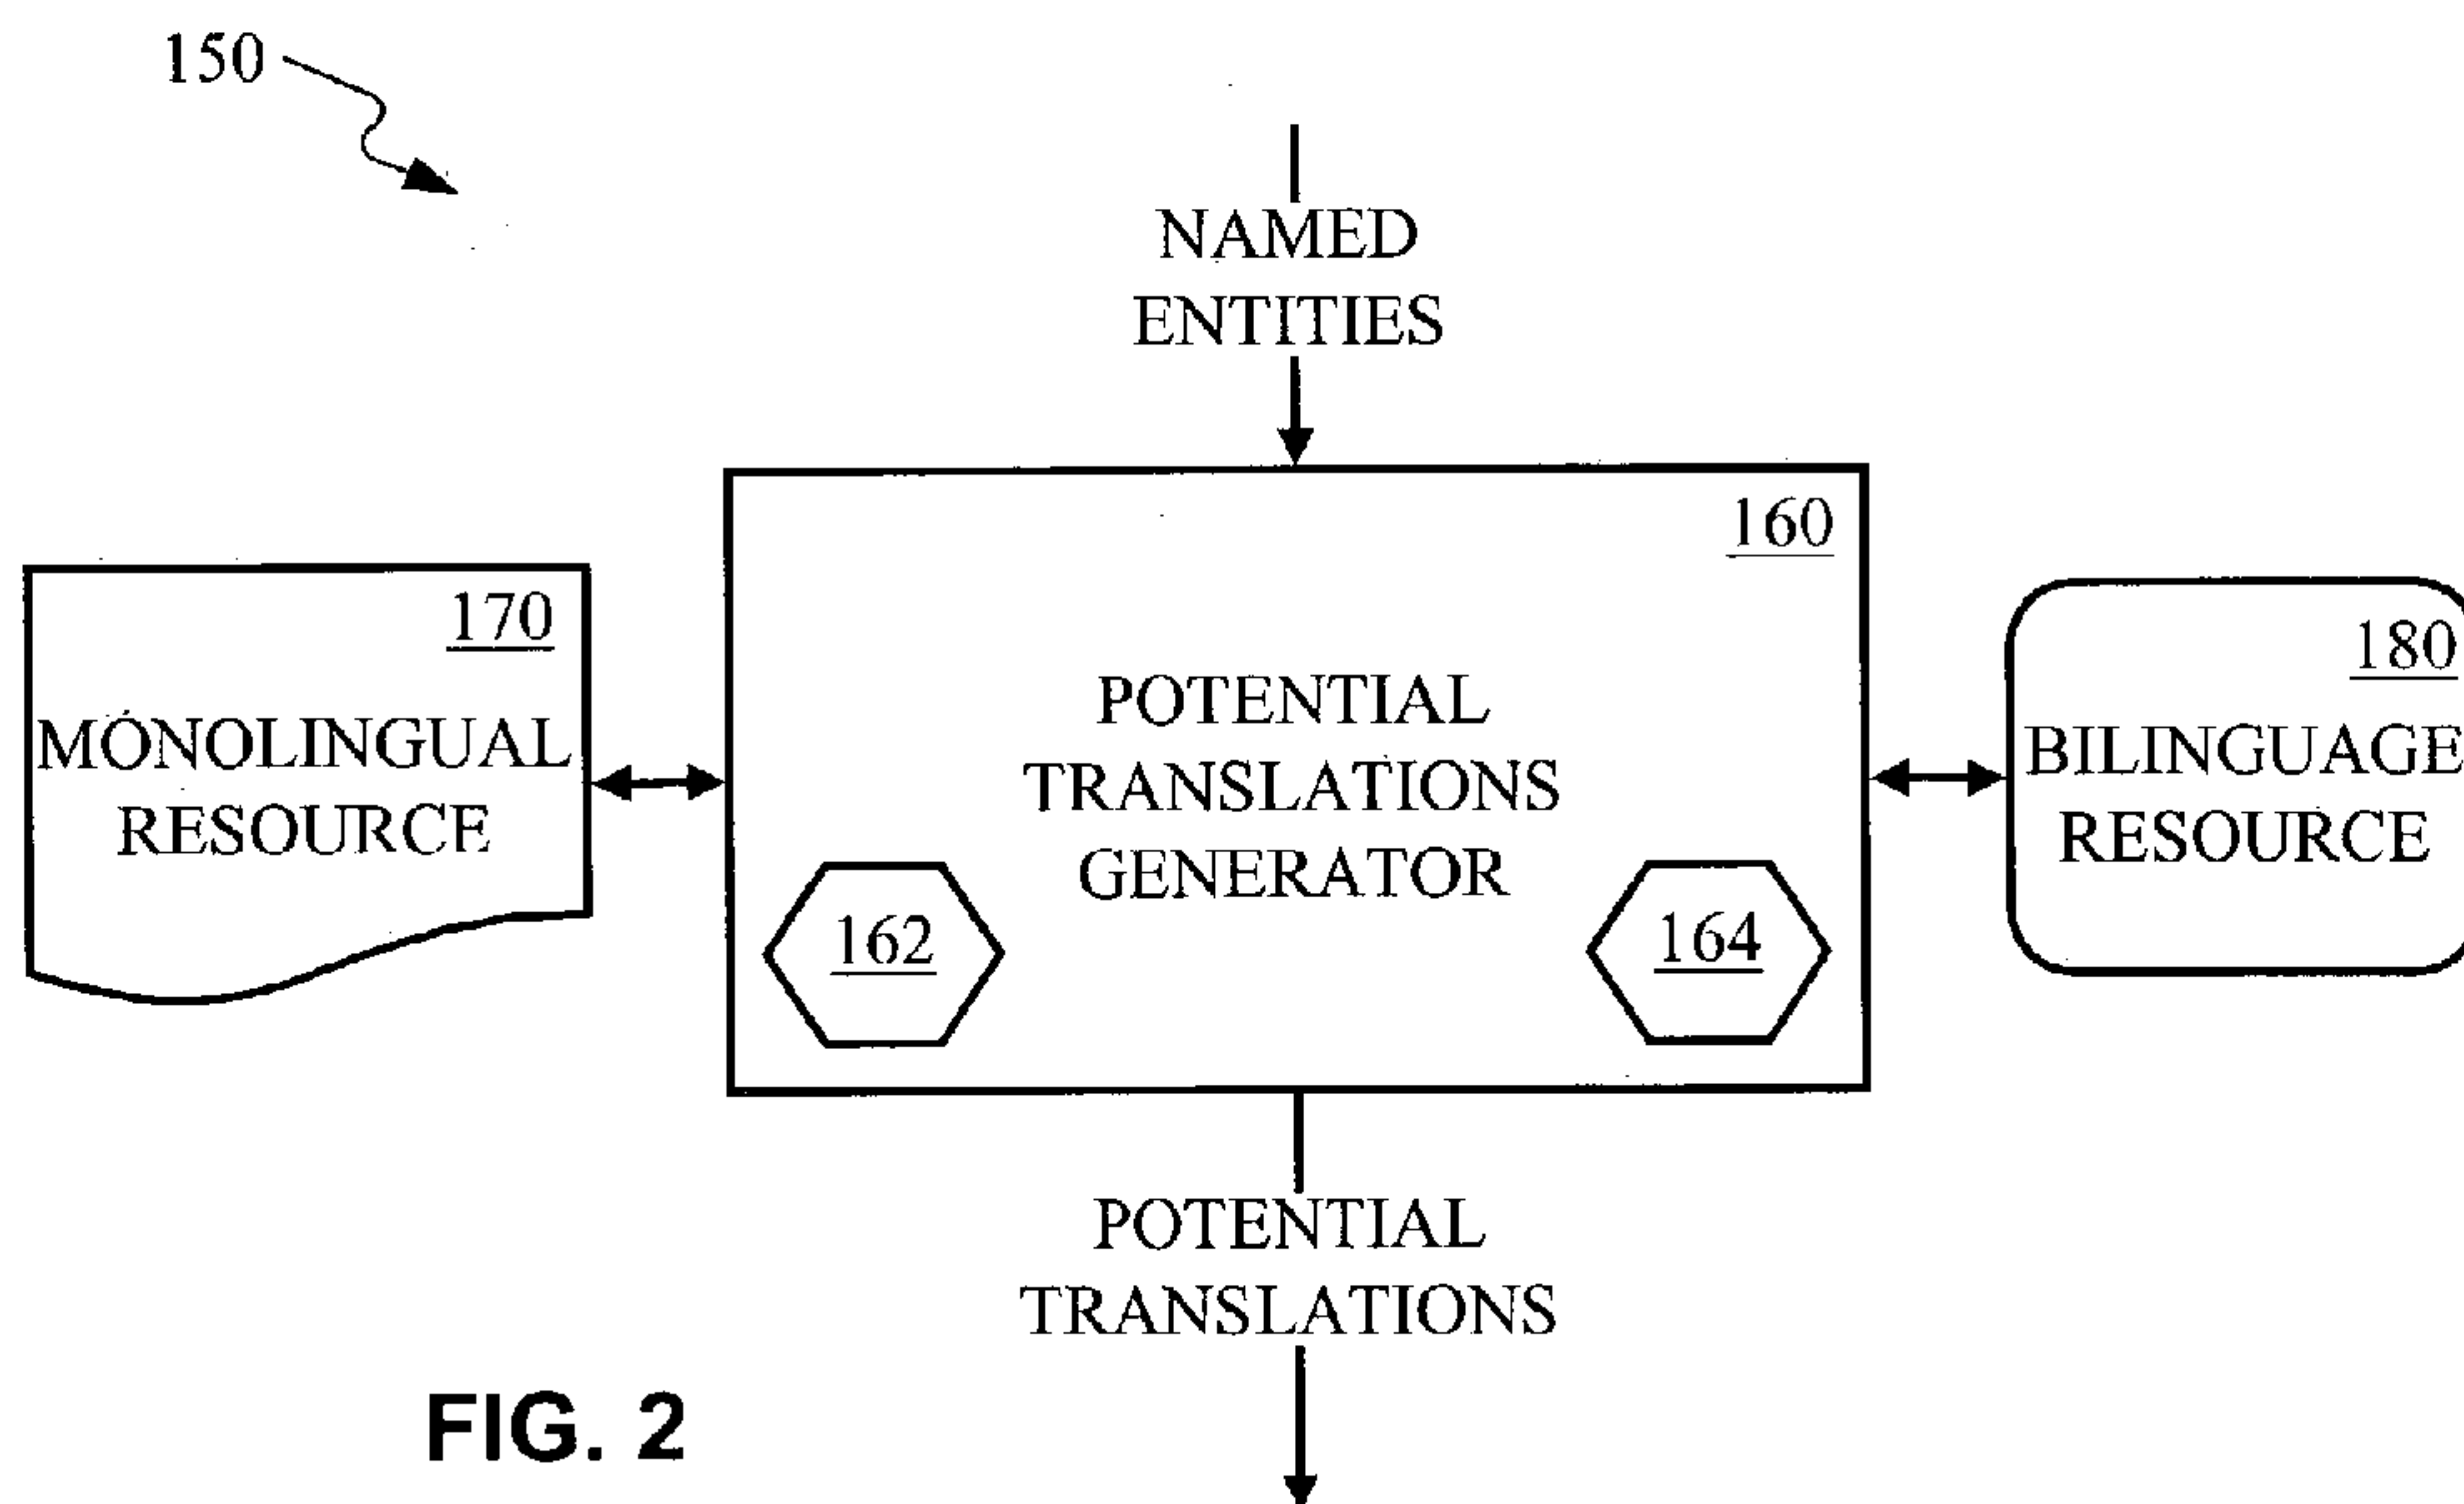 150
NAMED
ENTITIES
160
170
180
POTENTIAL
TRANSLATIONS
GENERATOR
MONOLINGUAL
RESOURCE
BILINGUAGE
RESOURCE
162
164
POTENTIAL
TRANSLATIONS
FIG. 2